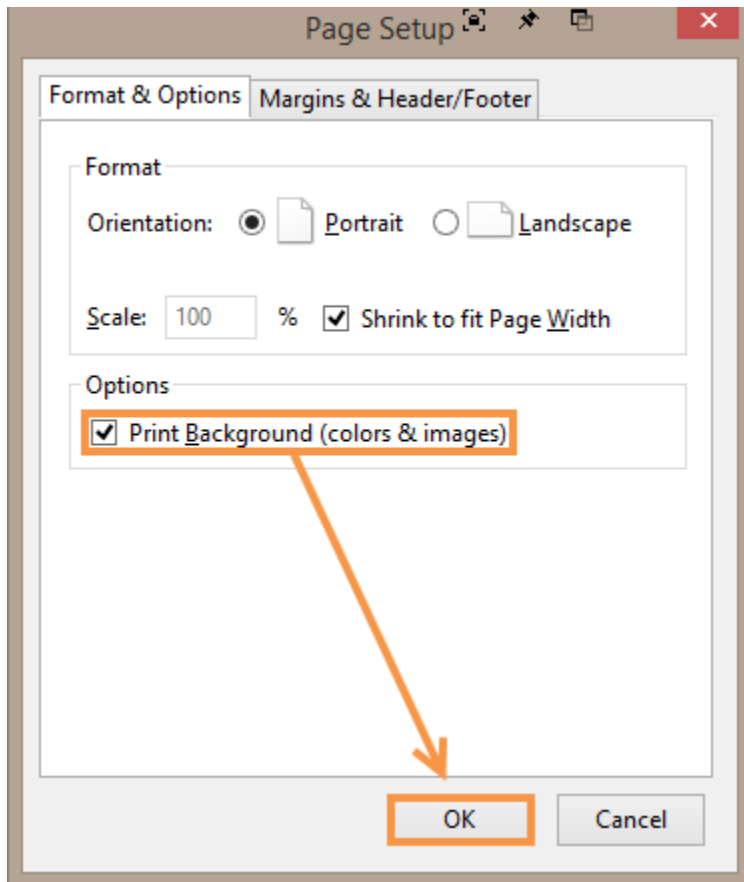 Page Setup
Format & Options Margins & Header/Footer
Format
Orientation: Portrait Landscape
Scale: 100 % Shrink to fit Page Width
Options
Print Background (colors & images)
OK Cancel